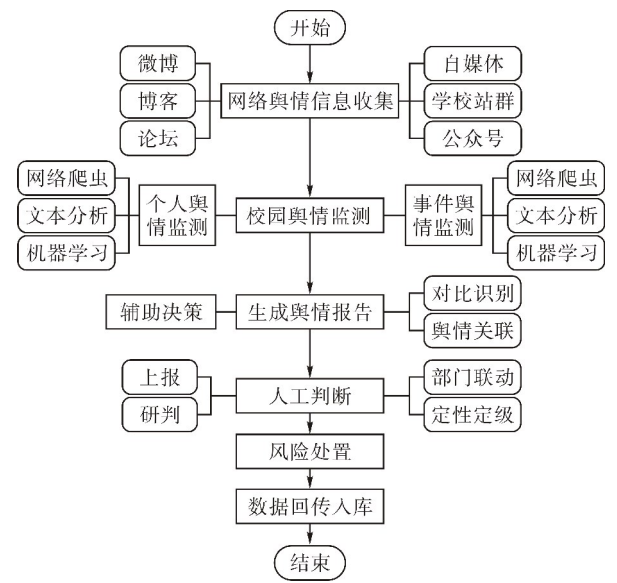 开始
微博
博客
论坛
网络舆情信息收集
自媒体
学校站群
公众号
网络爬虫
文本分析
机器学习
个人舆
情监测
校园舆情监测
事件舆
情监测
网络爬虫
文本分析
机器学习
辅助决策
生成舆情报告
对比识别
舆情关联
上报
研判
人工判断
部门联动
定性定级
风险处置
数据回传入库
结束